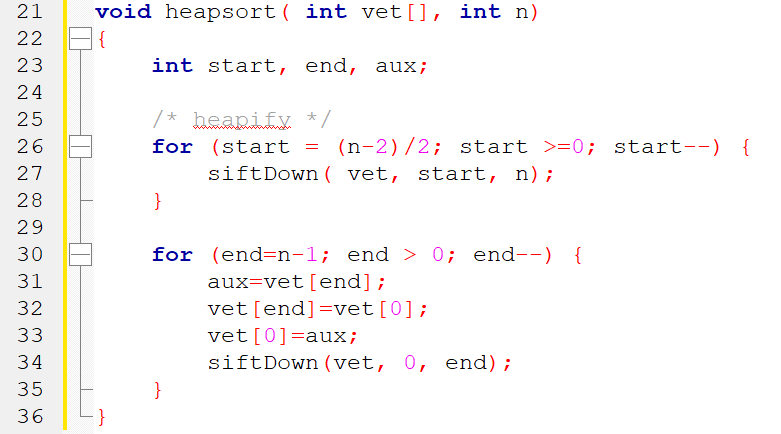 21 void heapsort( int vet[], int n)
22 {
23     int start, end, aux;
24
25     /* heapify */
26     for (start = (n-2)/2; start >=0; start--) {
27         siftDown( vet, start, n);
28     }
29
30     for (end=n-1; end > 0; end--) {
31         aux=vet[end];
32         vet[end]=vet[0];
33         vet[0]=aux;
34         siftDown(vet, 0, end);
35     }
36 }